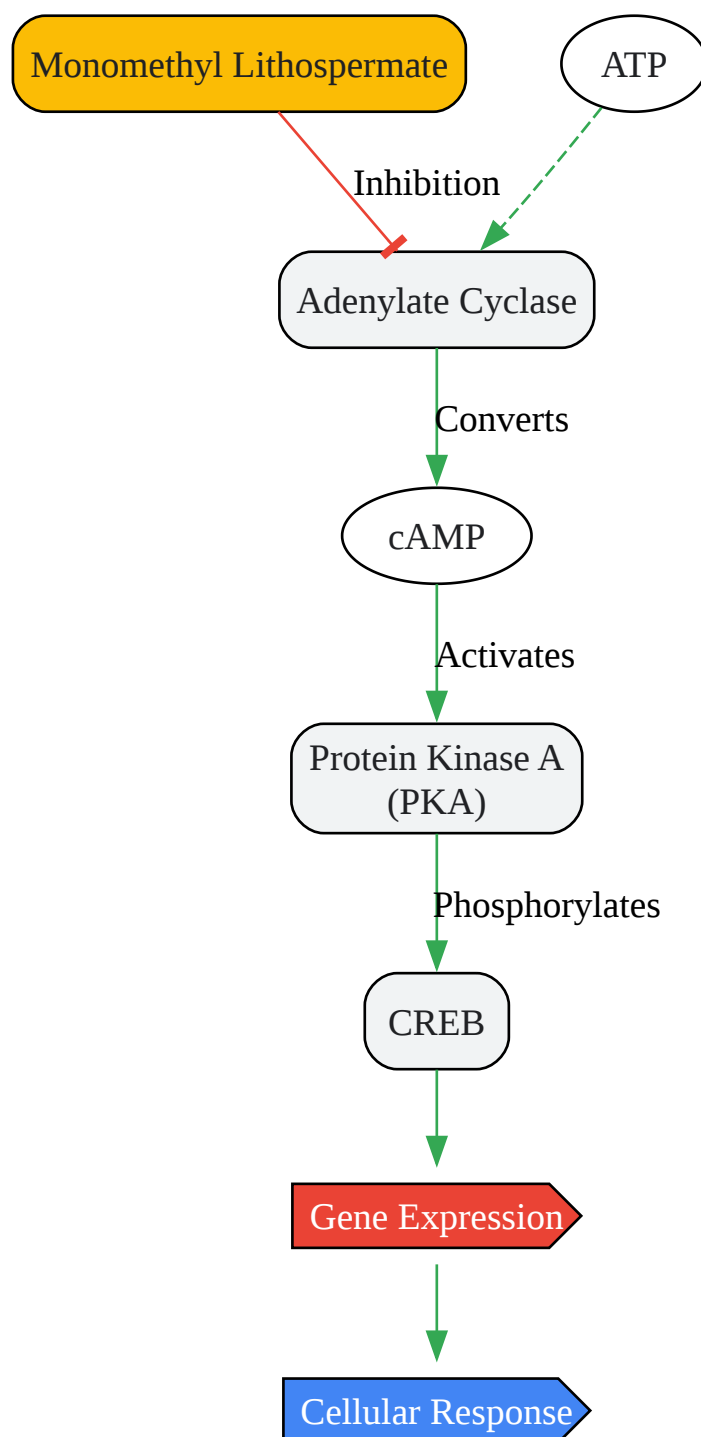 Monomethyl Lithospermate
ATP
Inhibition
Adenylate Cyclase
Converts
cAMP
Activates
Protein Kinase A
(PKA)
Phosphorylates
CREB
Gene Expression
Cellular Response